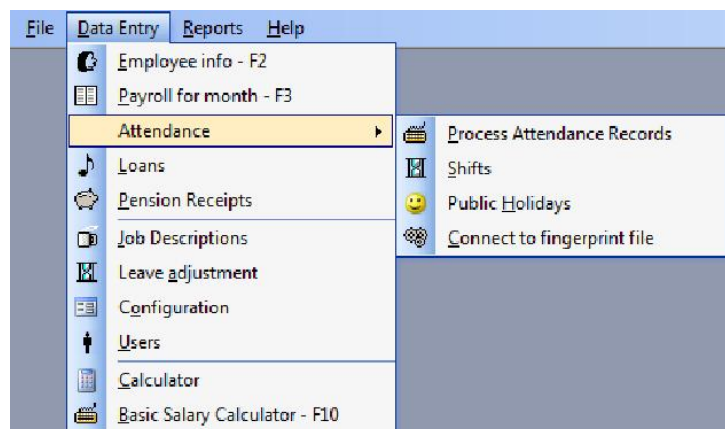 File Data Entry Reports Help
Employee info - F2
Payroll for month - F3
Attendance
Loans
Pension Receipts
Job Descriptions
Leave adjustment
Configuration
Users
Calculator
Basic Salary Calculator - F10
Process Attendance Records
Shifts
Public Holidays
Connect to fingerprint file